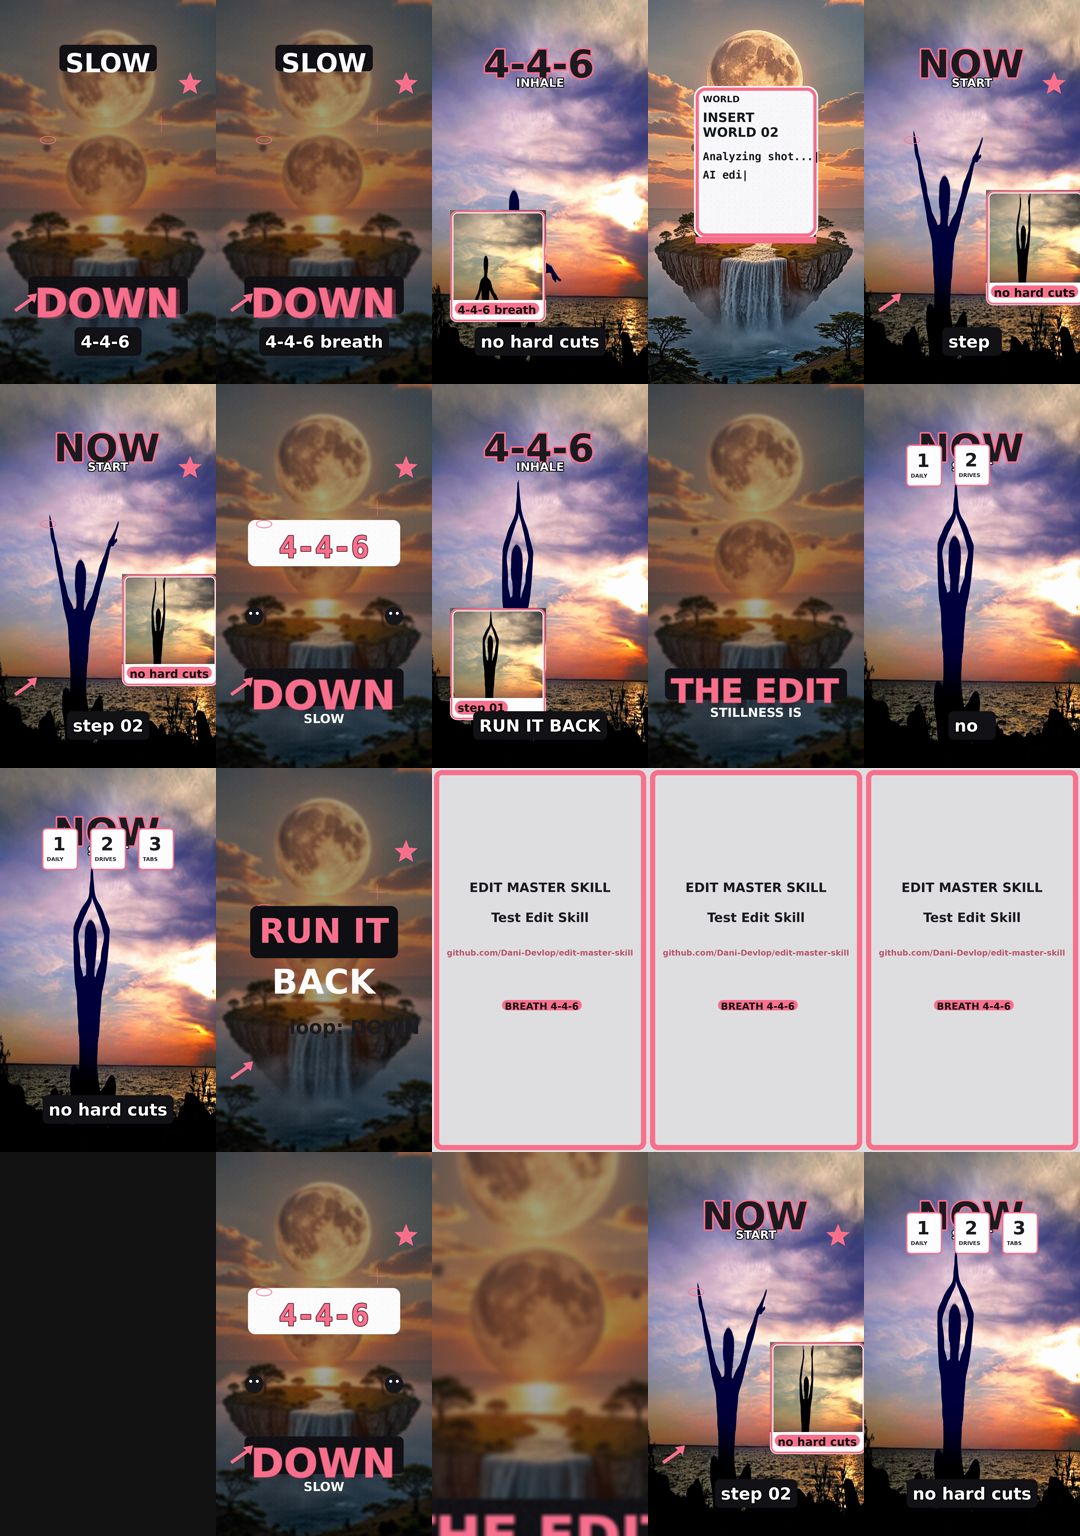 SLOW
DOWN
4-4-6
SLOW
DOWN
4-4-6 breath
4-4-6
INHALE
4-4-6 breath
no hard cuts
WORLD
INSERT
WORLD 02
Analyzing shot...|
AI edi|
NOW
START
no hard cuts
step
NOW
START
no hard cuts
step 02
4-4-6
DOWN
SLOW
4-4-6
INHALE
step 01
RUN IT BACK
THE EDIT
STILLNESS IS
NOW
1
DAILY
2
DRIVES
no
NOW
1
DAILY
2
DRIVES
3
TABS
no hard cuts
RUN IT
BACK
loop: DOWN
EDIT MASTER SKILL
Test Edit Skill
github.com/Dani-Devlop/edit-master-skill
BREATH 4-4-6
EDIT MASTER SKILL
Test Edit Skill
github.com/Dani-Devlop/edit-master-skill
BREATH 4-4-6
EDIT MASTER SKILL
Test Edit Skill
github.com/Dani-Devlop/edit-master-skill
BREATH 4-4-6
4-4-6
DOWN
SLOW
THE EDIT
NOW
START
no hard cuts
step 02
NOW
1
DAILY
2
DRIVES
3
TABS
no hard cuts